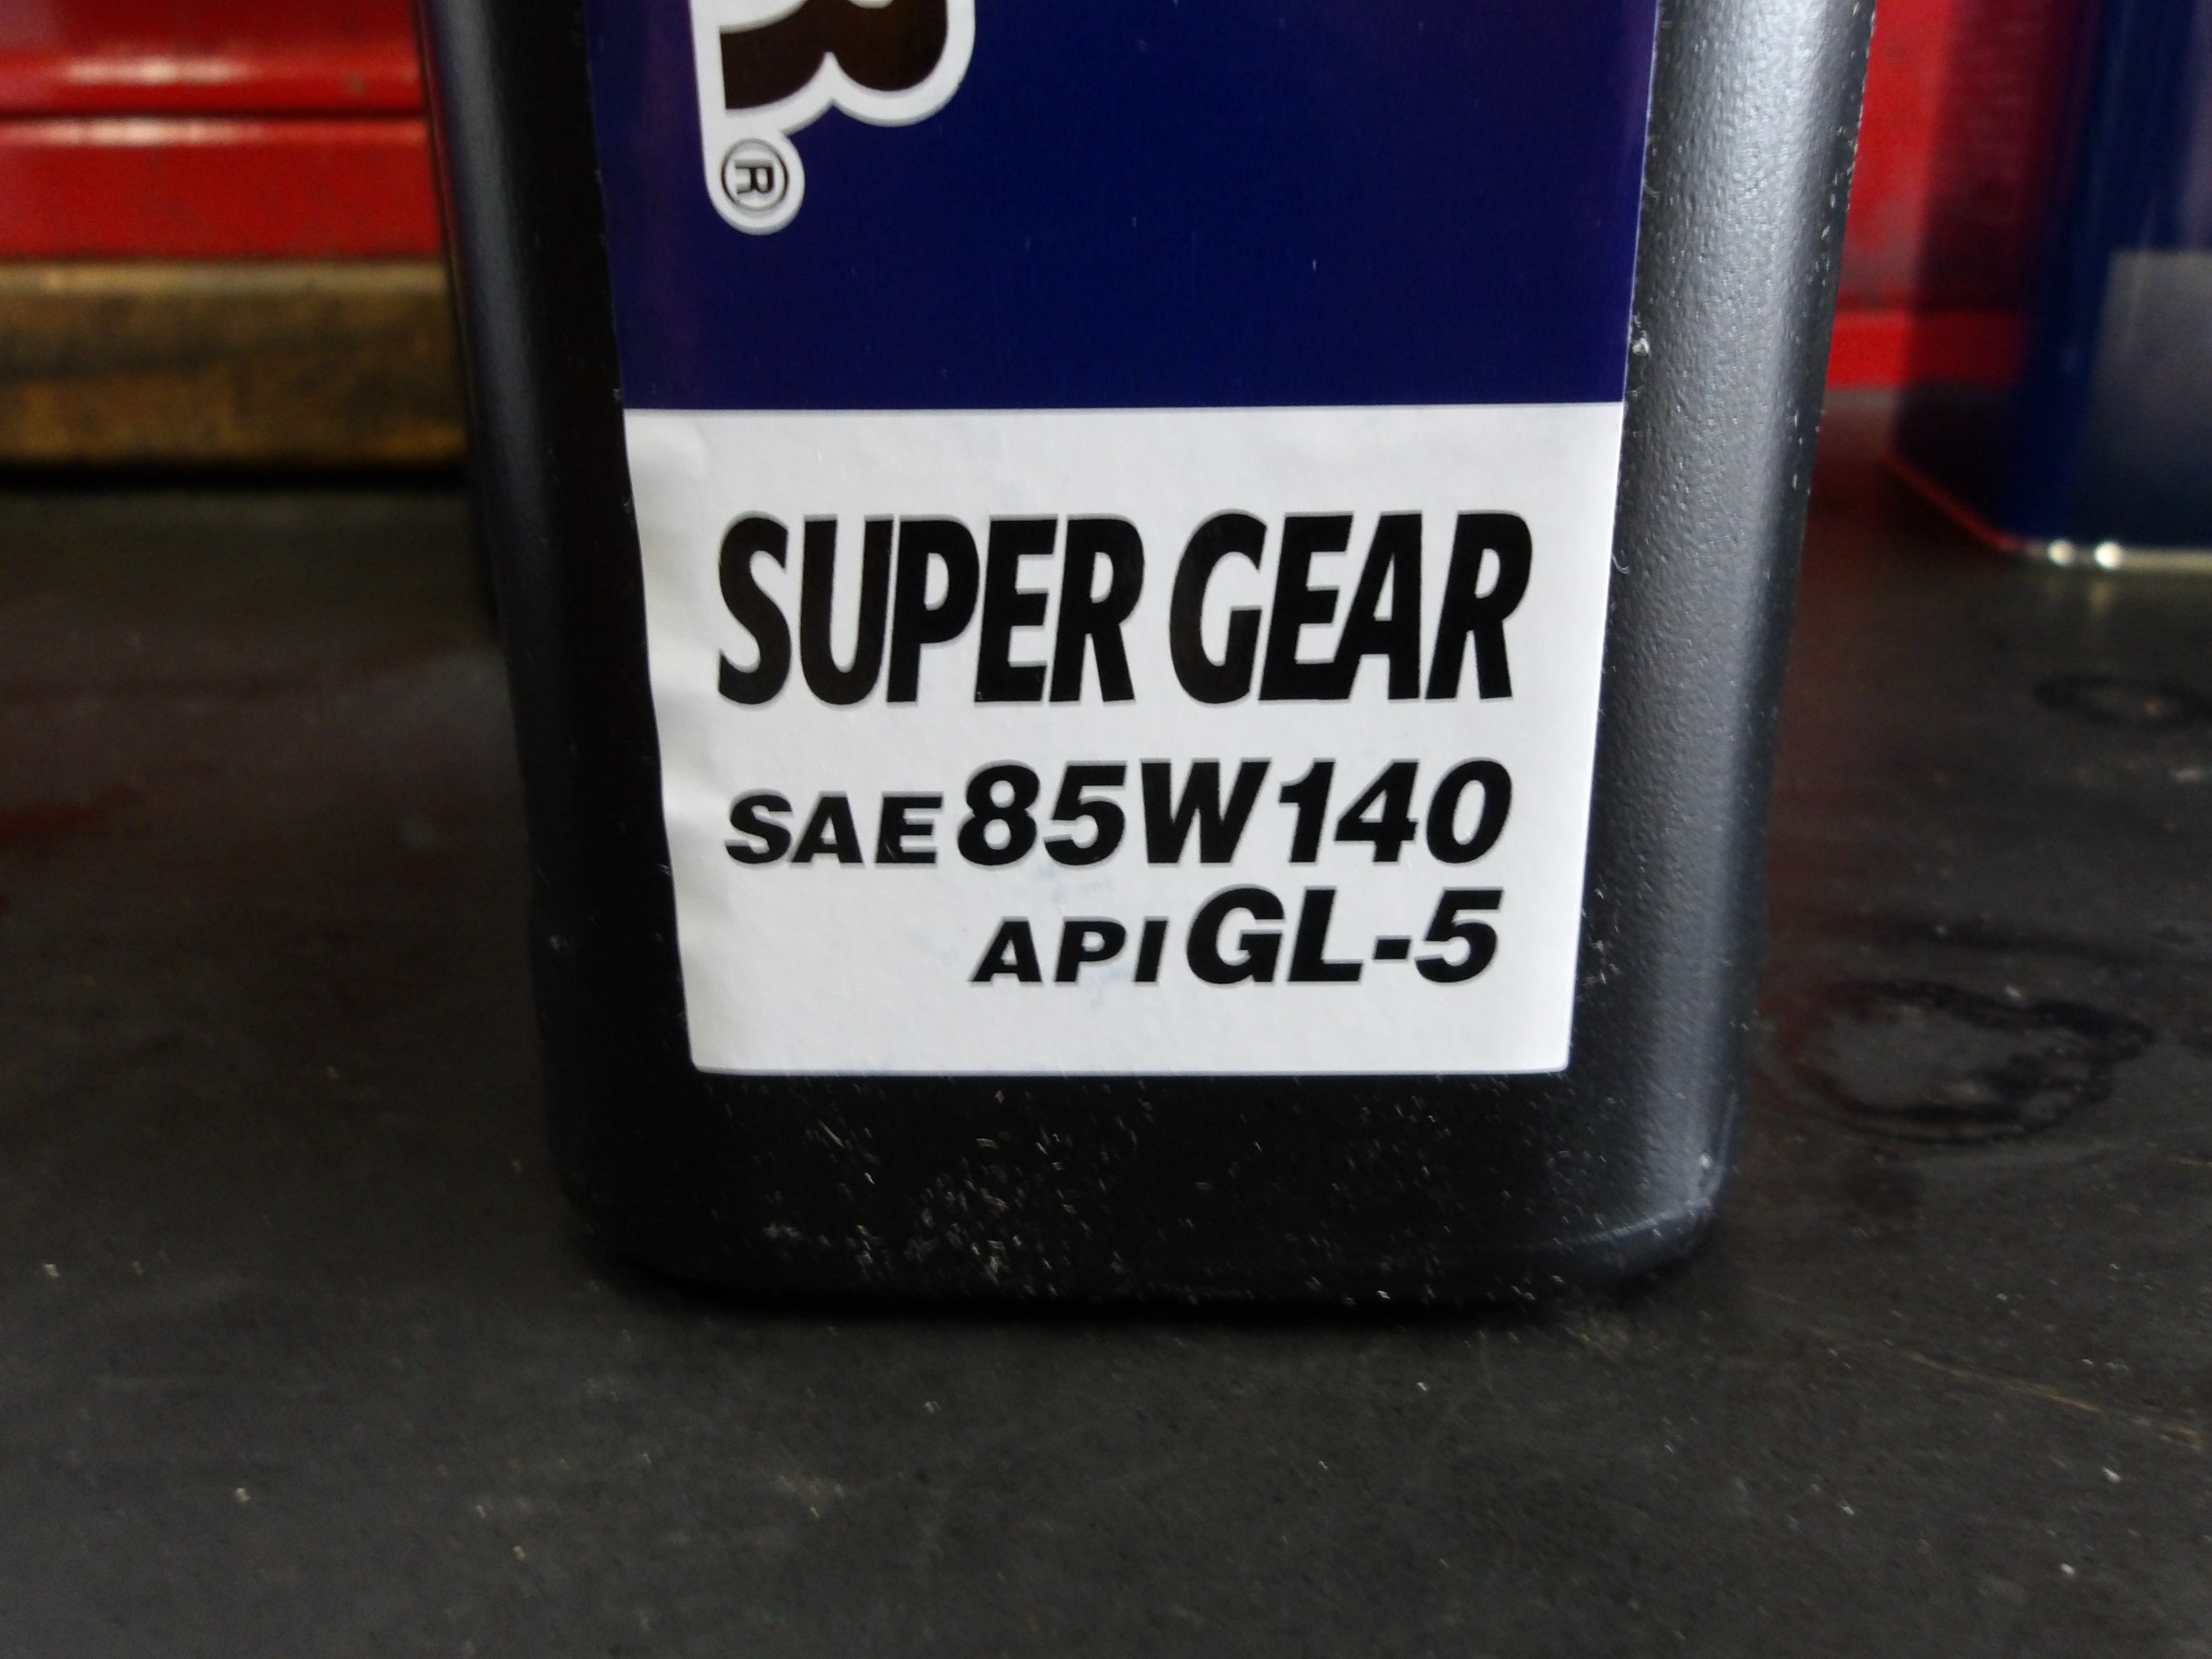 ®
SUPER GEAR
SAE 85W140
API GL-5